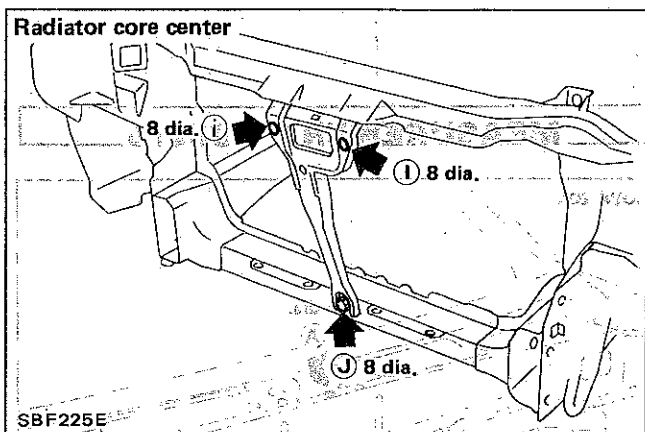 Radiator core center
8 dia. ⓘ
Ⓘ 8 dia.
Ⓙ 8 dia.
SBF225E